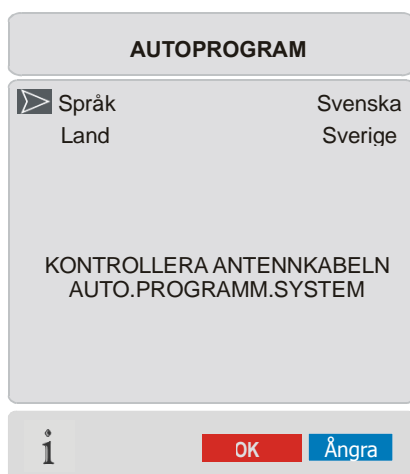 AUTOPROGRAM
Språk Svenska
Land Sverige
KONTROLLERA ANTENNKABELN
AUTO.PROGRAMM.SYSTEM
i OK Ångra